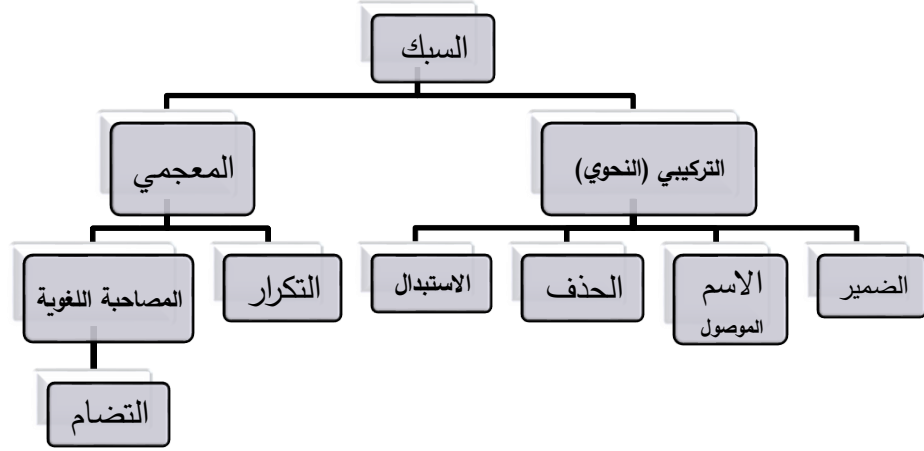 السبك
التركيبي (النحوي)
المعجمي
الضمير
الاسم
الموصول
الحذف
الاستبدال
التكرار
المصاحبة اللغوية
التضام